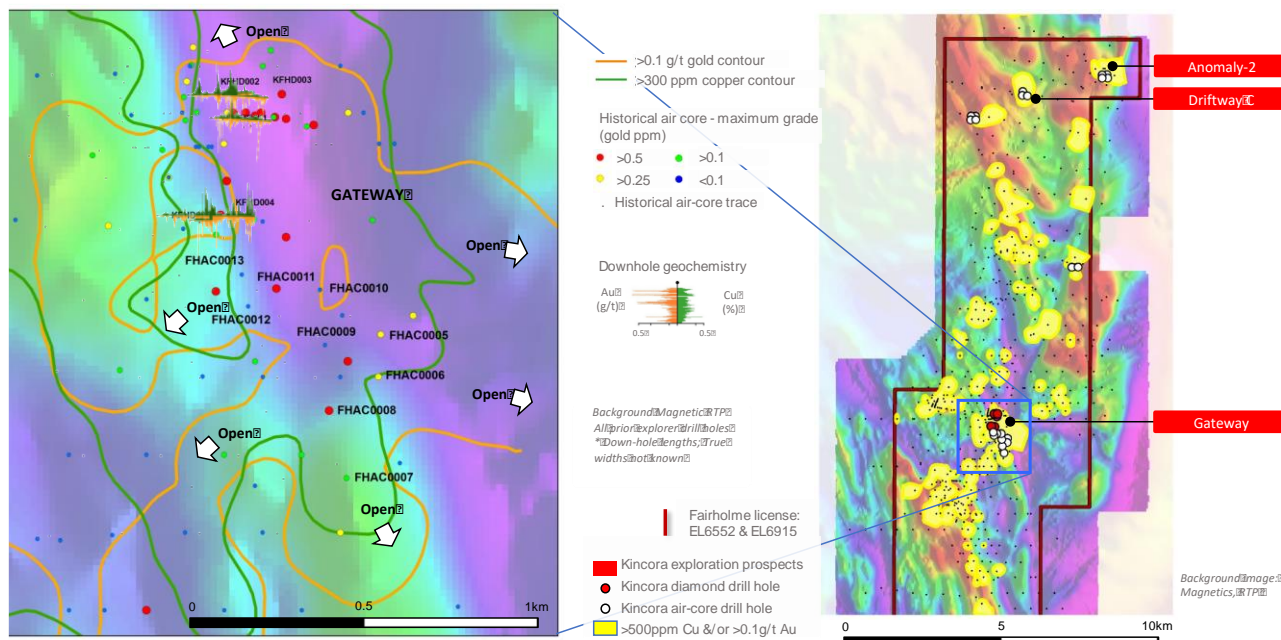 Open
KFHD002
KFHD003
KFHD004
GATEWAY
Open
FHAC0013
FHAC0011
FHAC0010
Open
FHAC0012
FHAC0009
FHAC0005
FHAC0006
Open
FHAC0008
Open
FHAC0007
Open
0 0.5 1km
>0.1 g/t gold contour
>300 ppm copper contour
Historical air core - maximum grade
(gold ppm)
>0.5 >0.1
>0.25 <0.1
Historical air-core trace
Downhole geochemistry
Au
(g/t)
Cu
(%)
0.5 0.5
Background Magnetic RTP
All prior explorer drill holes
* Down-hole lengths; True
widths not known
Fairholme license:
EL6552 & EL6915
Kincora exploration prospects
Kincora diamond drill hole
Kincora air-core drill hole
>500ppm Cu &/or >0.1g/t Au
Anomaly-2
Driftway C
Gateway
Background image:
Magnetics, RTP
0 5 10km